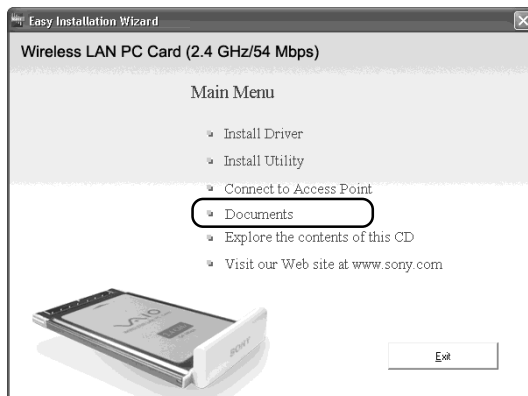 Easy Installation Wizard
Wireless LAN PC Card (2.4 GHz/54 Mbps)
Main Menu
Install Driver
Install Utility
Connect to Access Point
Documents
Explore the contents of this CD
Visit our Web site at www.sony.com
VAIO
SONY
Exit